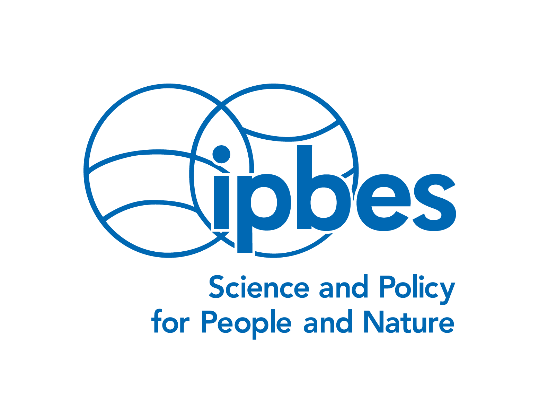 ipbes
Science and Policy
for People and Nature